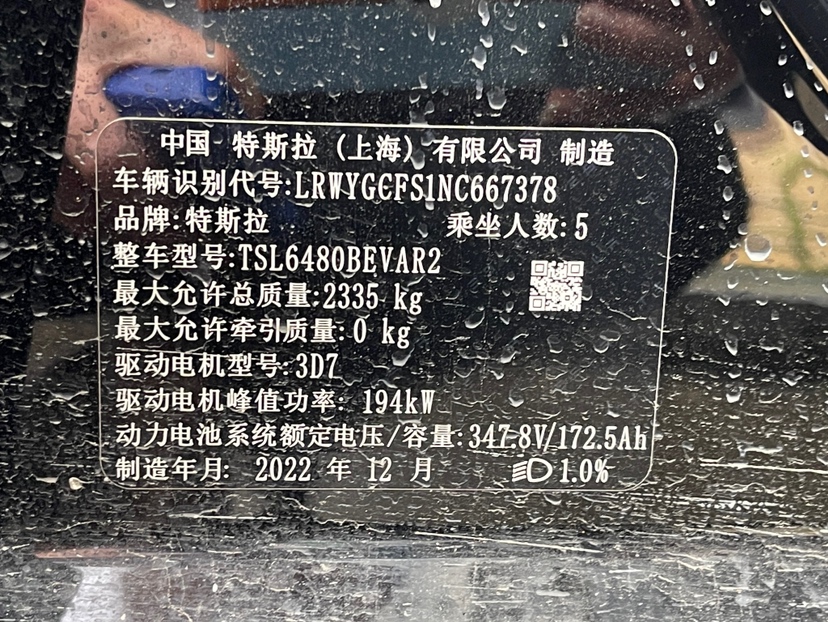 中国 特斯拉 (上海) 有限公司 制造
车辆识别代号:LRWYGCFS1NC667378
品牌:特斯拉 乘坐人数:5
整车型号:TSL6480BEVAR2
最大允许总质量:2335 kg
最大允许牵引质量:0 kg
驱动电机型号:3D7
驱动电机峰值功率: 194kW
动力电池系统额定电压/容量:347.8V/172.5Ah
制造年月: 2022 年 12 月 1.0%